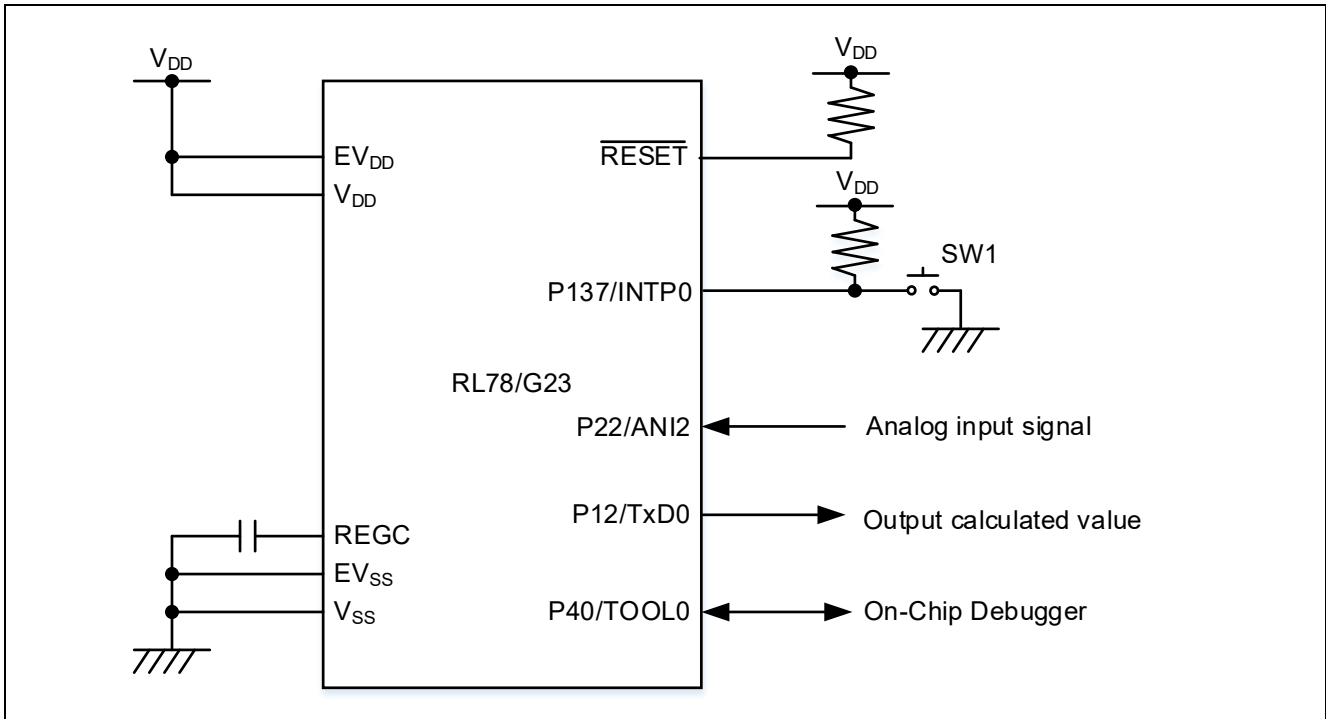 VDD
VDD
EVDD
RESET
VDD
VDD
SW1
P137/INTP0
RL78/G23
P22/ANI2
Analog input signal
P12/TxD0
Output calculated value
REGC
EVSS
P40/TOOL0
On-Chip Debugger
VSS